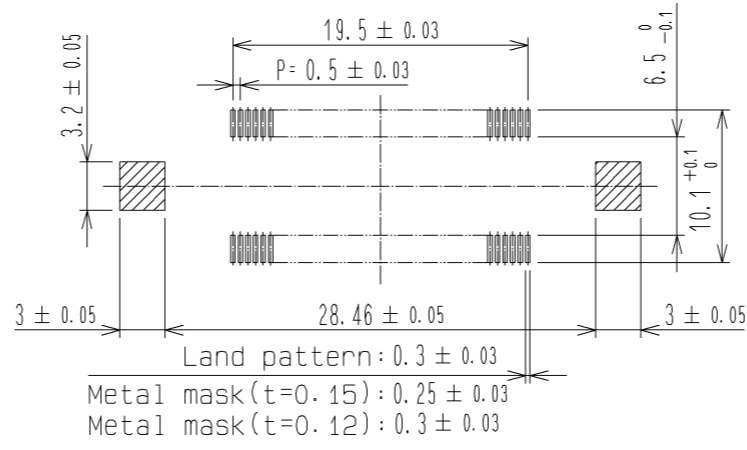 19.5 ± 0.03
P= 0.5 ± 0.03
6.5 0 -0.1
3.2 ± 0.05
10.1 +0.1 0
3 ± 0.05
28.46 ± 0.05
3 ± 0.05
Land pattern:0.3 ± 0.03
Metal mask(t=0.15):0.25 ± 0.03
Metal mask(t=0.12):0.3 ± 0.03